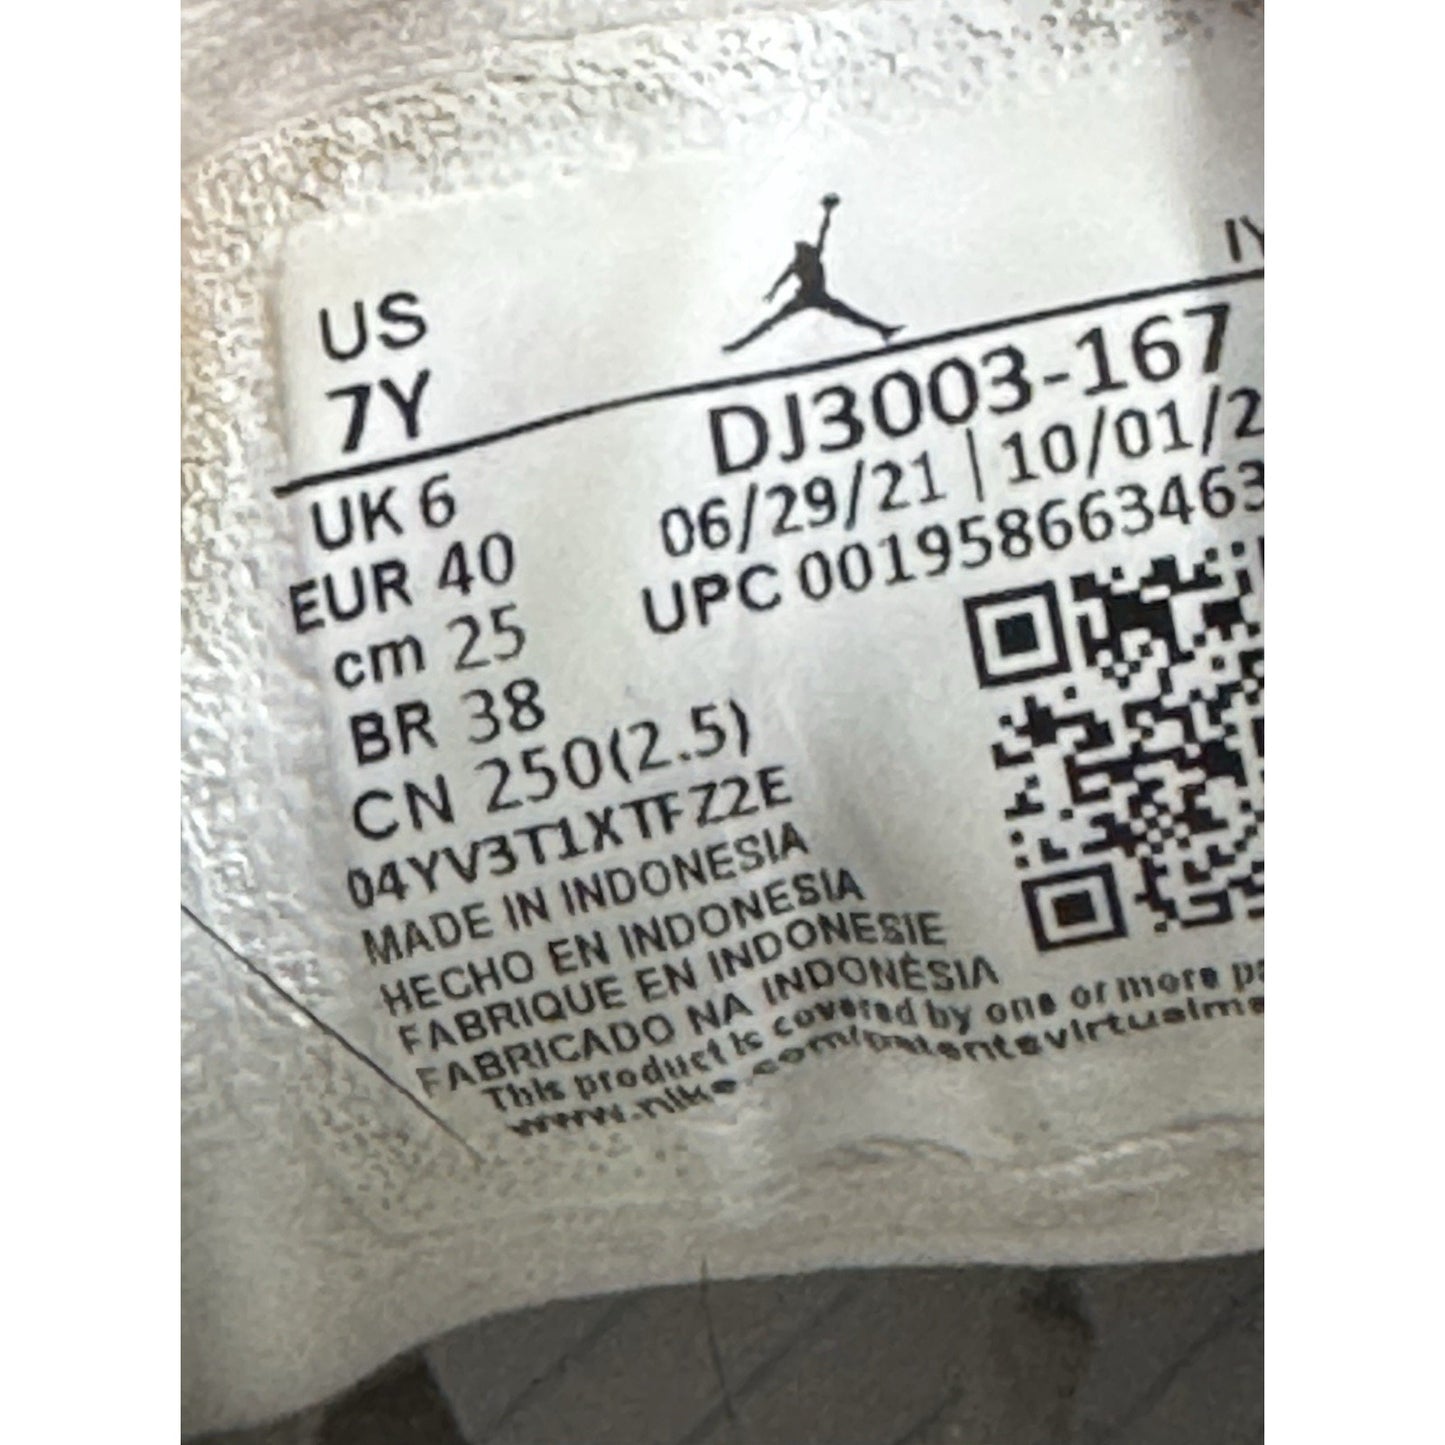 US
7Y
DJ3003-167
UK 6
06/29/21 | 10/01/2
EUR 40
UPC 001958663463
cm 25
BR 38
CN 250(2.5)
04YV3T1XTFZ2E
MADE IN INDONESIA
HECHO EN INDONESIA
FABRIQUE EN INDONESIE
FABRICADO NA INDONÉSIA
This product is covered by one or more
www.nike.com/patentsvirtualma